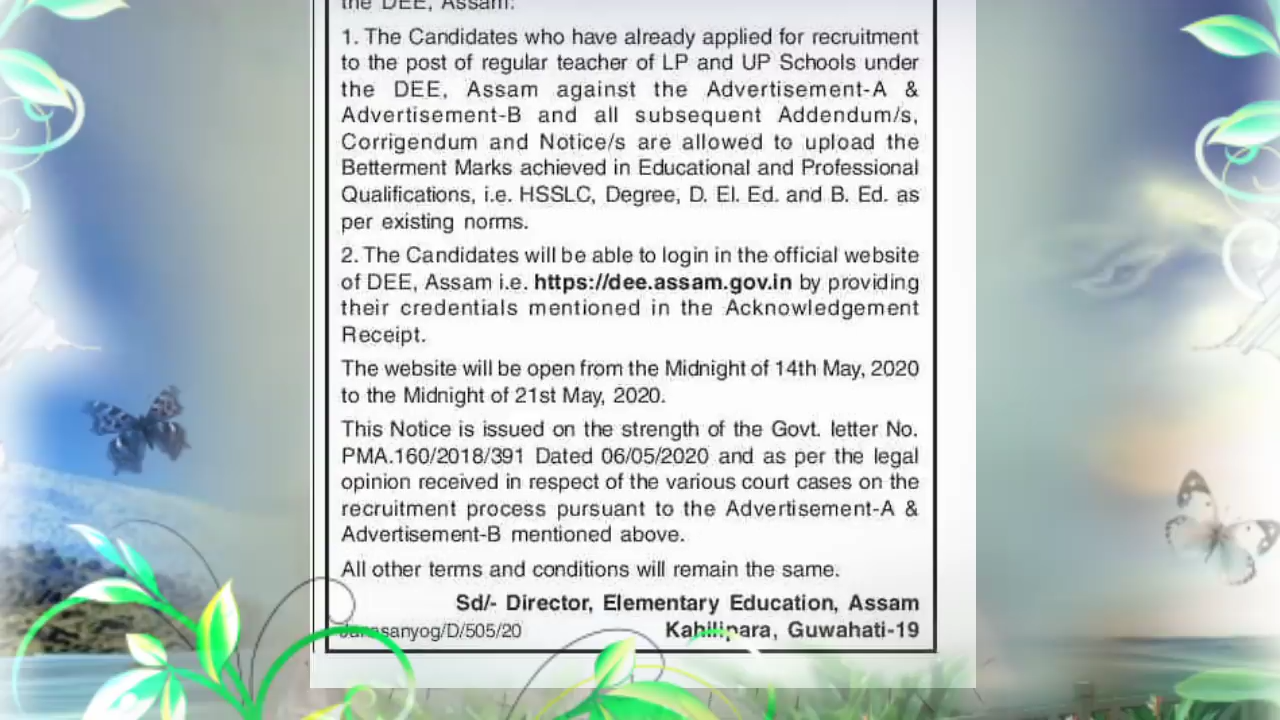 the DEE, Assam:
1. The Candidates who have already applied for recruitment
to the post of regular teacher of LP and UP Schools under
the DEE, Assam against the Advertisement-A &
Advertisement-B and all subsequent Addendum/s,
Corrigendum and Notice/s are allowed to upload the
Betterment Marks achieved in Educational and Professional
Qualifications, i.e. HSSLC, Degree, D. El. Ed. and B. Ed. as
per existing norms.
2. The Candidates will be able to login in the official website
of DEE, Assam i.e. https://dee.assam.gov.in by providing
their credentials mentioned in the Acknowledgement
Receipt.
The website will be open from the Midnight of 14th May, 2020
to the Midnight of 21st May, 2020.
This Notice is issued on the strength of the Govt. letter No.
PMA.160/2018/391 Dated 06/05/2020 and as per the legal
opinion received in respect of the various court cases on the
recruitment process pursuant to the Advertisement-A &
Advertisement-B mentioned above.
All other terms and conditions will remain the same.
Sd/- Director, Elementary Education, Assam
Janasanyog/D/505/20 Kahilipara, Guwahati-19